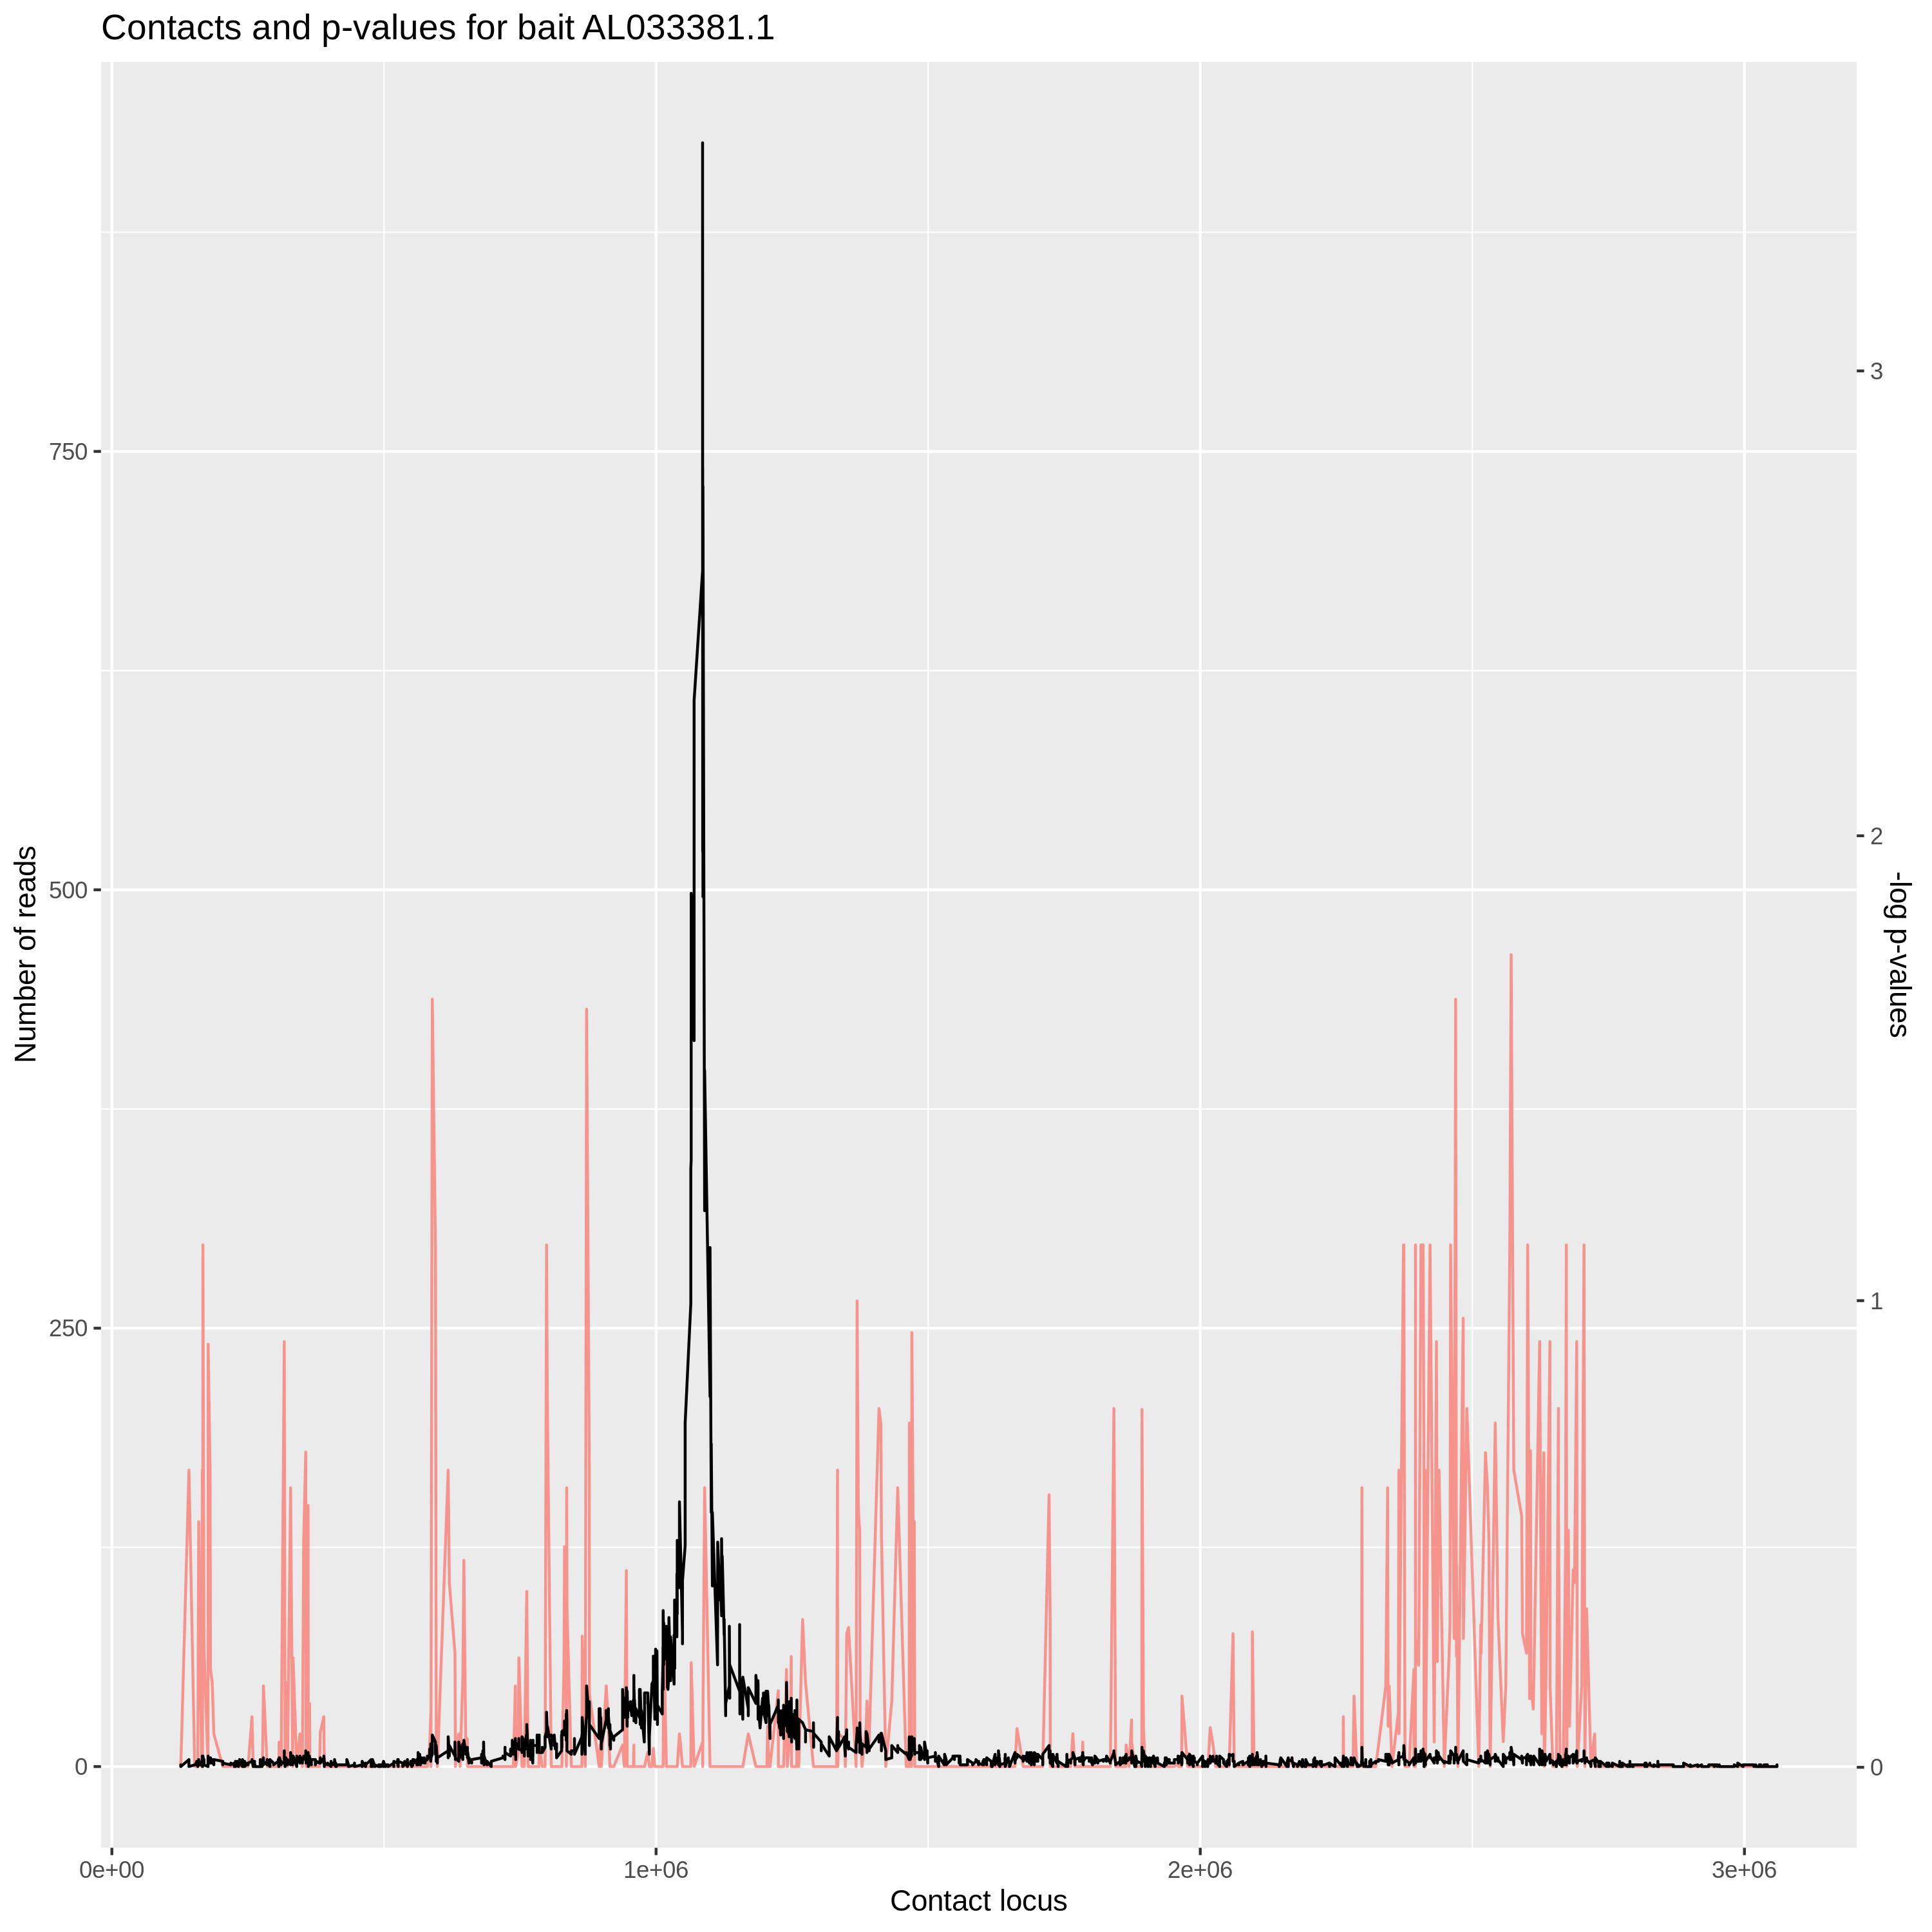 Contacts and p-values for bait AL033381.1
Number of reads
750
500
250
0
3
2
1
0
-log p-values
0e+00
1e+06
2e+06
3e+06
Contact locus